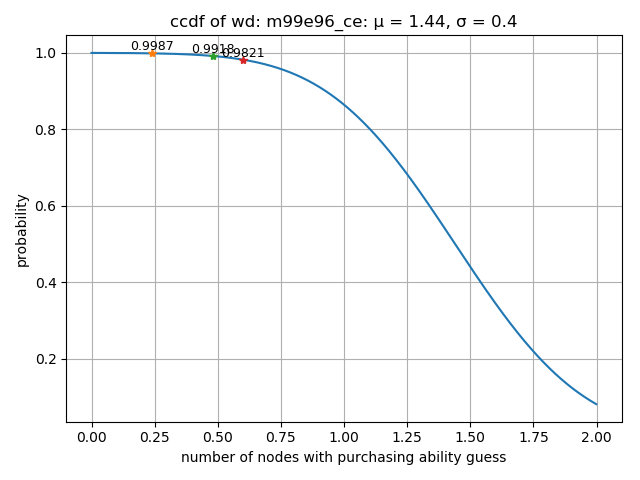 ccdf of wd: m99e96_ce: μ = 1.44, σ = 0.4
0.9987
0.9918
0.9821
1.0
0.8
0.6
0.4
0.2
probability
0.00 0.25 0.50 0.75 1.00 1.25 1.50 1.75 2.00
number of nodes with purchasing ability guess